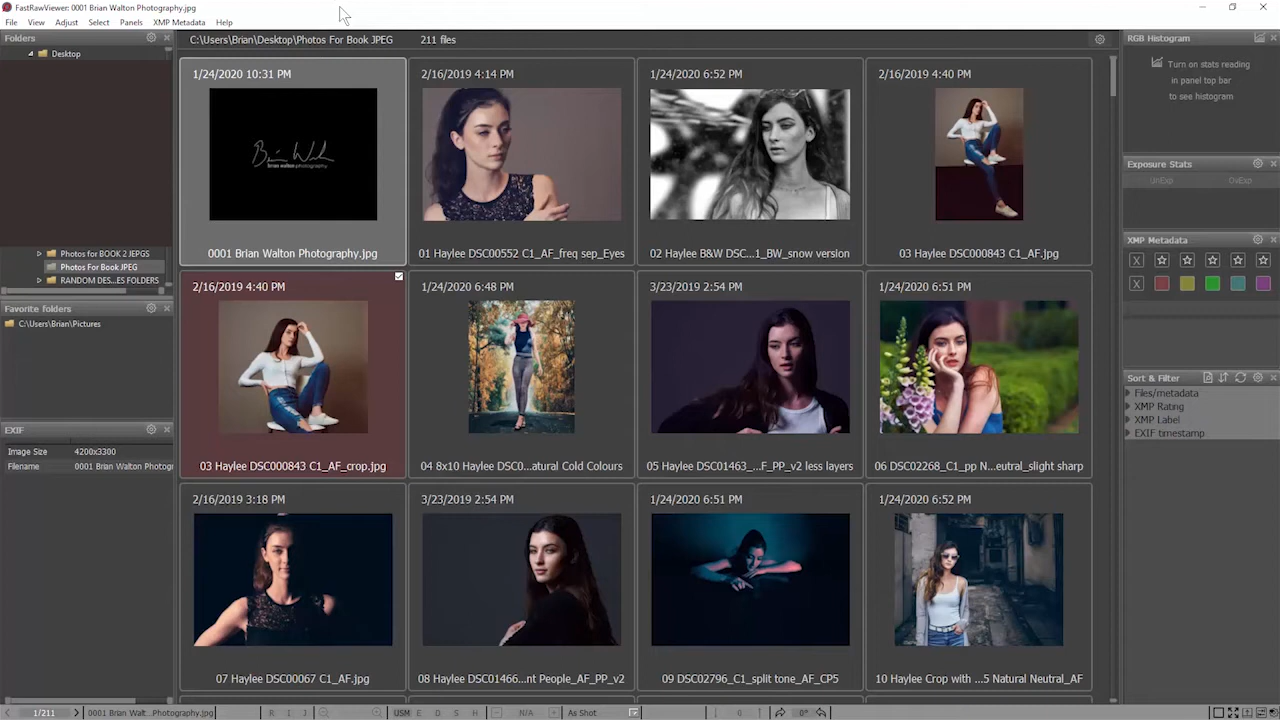 FastRawViewer: 0001 Brian Walton Photography.jpg
File View Adjust Select Panels XMP Metadata Help
Folders
Desktop
Photos for BOOK 2 JEPGS
Photos For Book JPEG
RANDOM DES...ES FOLDERS
Favorite folders
C:\Users\Brian\Pictures
EXIF
Image Size 4200x3300
Filename 0001 Brian Walton Photogr
C:\Users\Brian\Desktop\Photos For Book JPEG 211 files
1/24/2020 10:31 PM
brian walton photography
0001 Brian Walton Photography.jpg
2/16/2019 4:14 PM
01 Haylee DSC00552 C1_AF_freq sep_Eyes
1/24/2020 6:52 PM
02 Haylee B&W DSC...1_BW_snow version
2/16/2019 4:40 PM
03 Haylee DSC000843 C1_AF.jpg
2/16/2019 4:40 PM
03 Haylee DSC000843 C1_AF_crop.jpg
1/24/2020 6:48 PM
04 8x10 Haylee DSC0...atural Cold Colours
3/23/2019 2:54 PM
05 Haylee DSC01463_...F_PP_v2 less layers
1/24/2020 6:51 PM
06 DSC02268_C1_pp N...eutral_slight sharp
2/16/2019 3:18 PM
07 Haylee DSC00067 C1_AF.jpg
3/23/2019 2:54 PM
08 Haylee DSC01466...nt People_AF_PP_v2
1/24/2020 6:51 PM
09 DSC02796_C1_split tone_AF_CP5
1/24/2020 6:52 PM
10 Haylee Crop with ...5 Natural Neutral_AF
RGB Histogram
Turn on stats reading
in panel top bar
to see histogram
Exposure Stats
UnExp OvExp
XMP Metadata
X
X
Sort & Filter
Files/metadata
XMP Rating
XMP Label
EXIF timestamp
1/211 0001 Brian Walt...Photography.jpg R I J USM E D S H N/A As Shot 0 0°